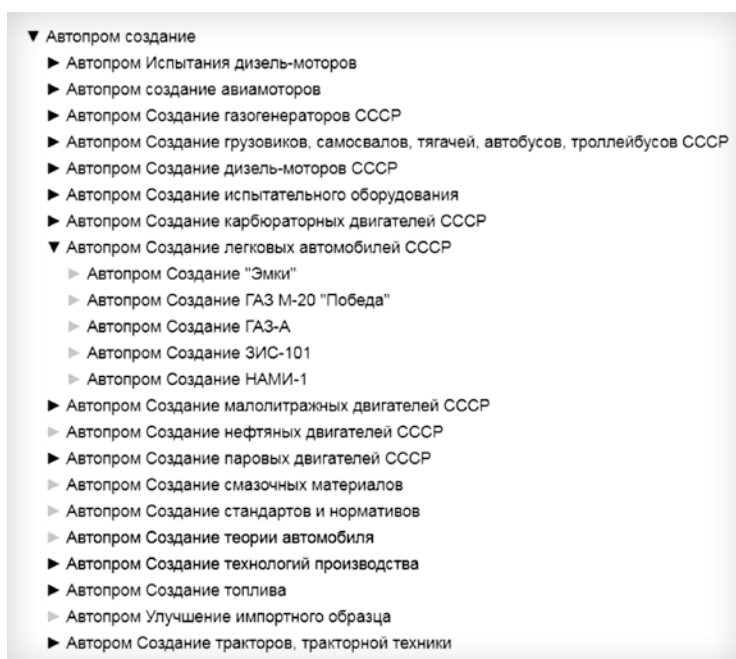 Автопром создание
Автопром Испытания дизель-моторов
Автопром создание авиамоторов
Автопром Создание газогенераторов СССР
Автопром Создание грузовиков, самосвалов, тягачей, автобусов, троллейбусов СССР
Автопром Создание дизель-моторов СССР
Автопром Создание испытательного оборудования
Автопром Создание карбюраторных двигателей СССР
Автопром Создание легковых автомобилей СССР
Автопром Создание "Эмки"
Автопром Создание ГАЗ М-20 "Победа"
Автопром Создание ГАЗ-А
Автопром Создание ЗИС-101
Автопром Создание НАМИ-1
Автопром Создание малолитражных двигателей СССР
Автопром Создание нефтяных двигателей СССР
Автопром Создание паровых двигателей СССР
Автопром Создание смазочных материалов
Автопром Создание стандартов и нормативов
Автопром Создание теории автомобиля
Автопром Создание технологий производства
Автопром Создание топлива
Автопром Улучшение импортного образца
Автором Создание тракторов, тракторной техники